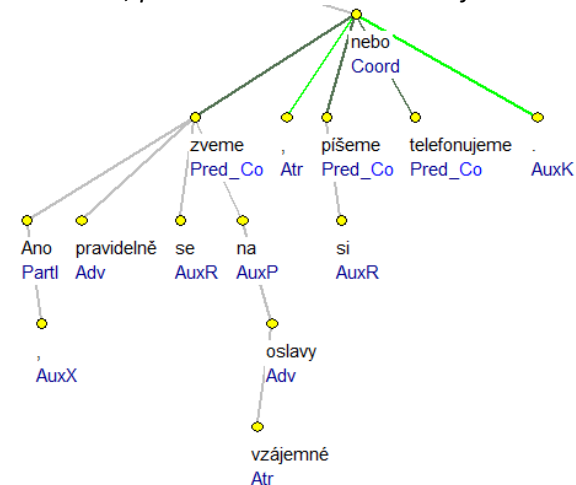 nebo
Coord
zveme , píšeme telefonujeme .
Pred_Co Atr Pred_Co Pred_Co AuxK
Ano pravidelně se na si
Partl Adv AuxR AuxP AuxR
, oslavy
AuxX Adv
vzájemné
Atr